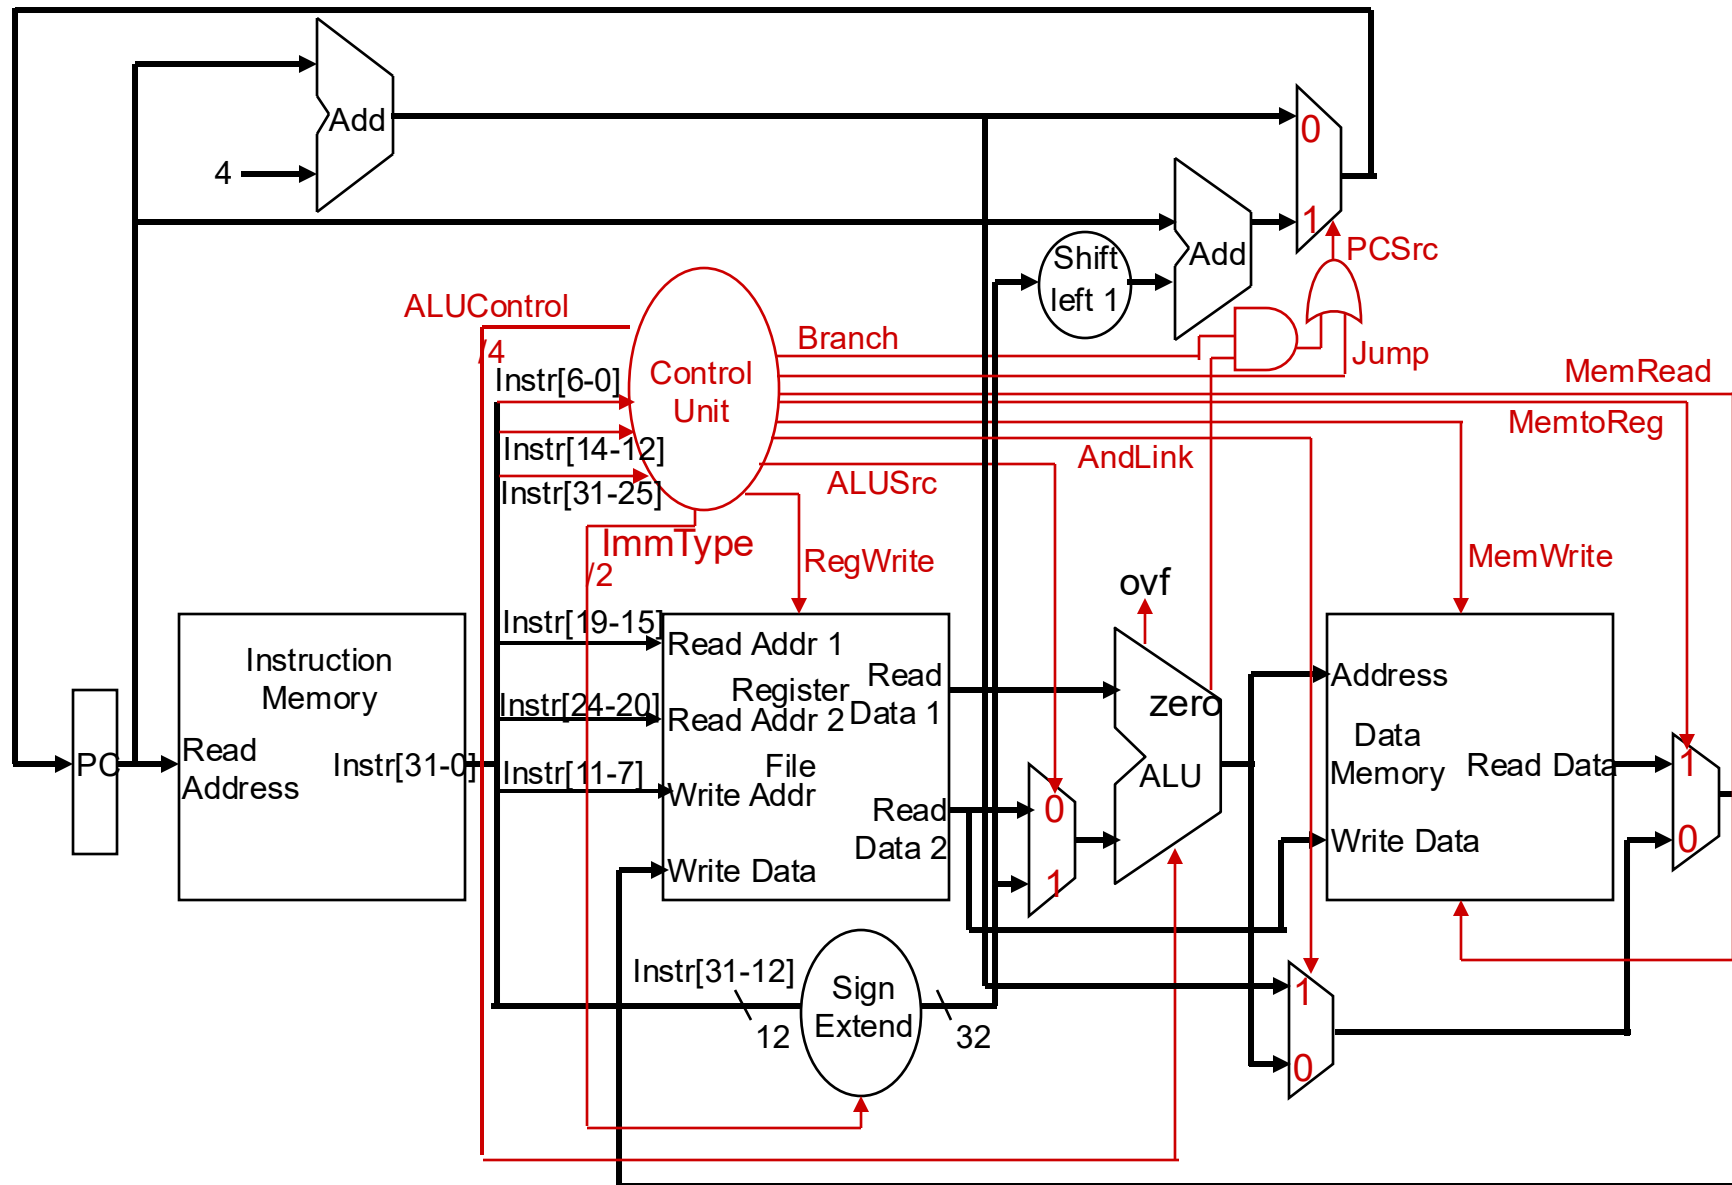 Add
0
4
1
PCSrc
Shift
left 1
Add
ALUControl
/4
Branch
Jump
Instr[6-0]
Control
Unit
MemRead
MemtoReg
Instr[14-12]
AndLink
ALUSrc
Instr[31-25]
ImmType
/2
RegWrite
MemWrite
ovf
Instr[19-15]
Read Addr 1
Instruction
Memory
Register
Read
Data 1
Address
Instr[24-20]
Read Addr 2
zero
Data
Memory
PC
Read
Address
Instr[31-0]
Instr[11-7]
File
Write Addr
ALU
Read Data
1
0
Read
Data 2
0
Write Data
Write Data
1
Instr[31-12]
Sign
Extend
12
32
1
0